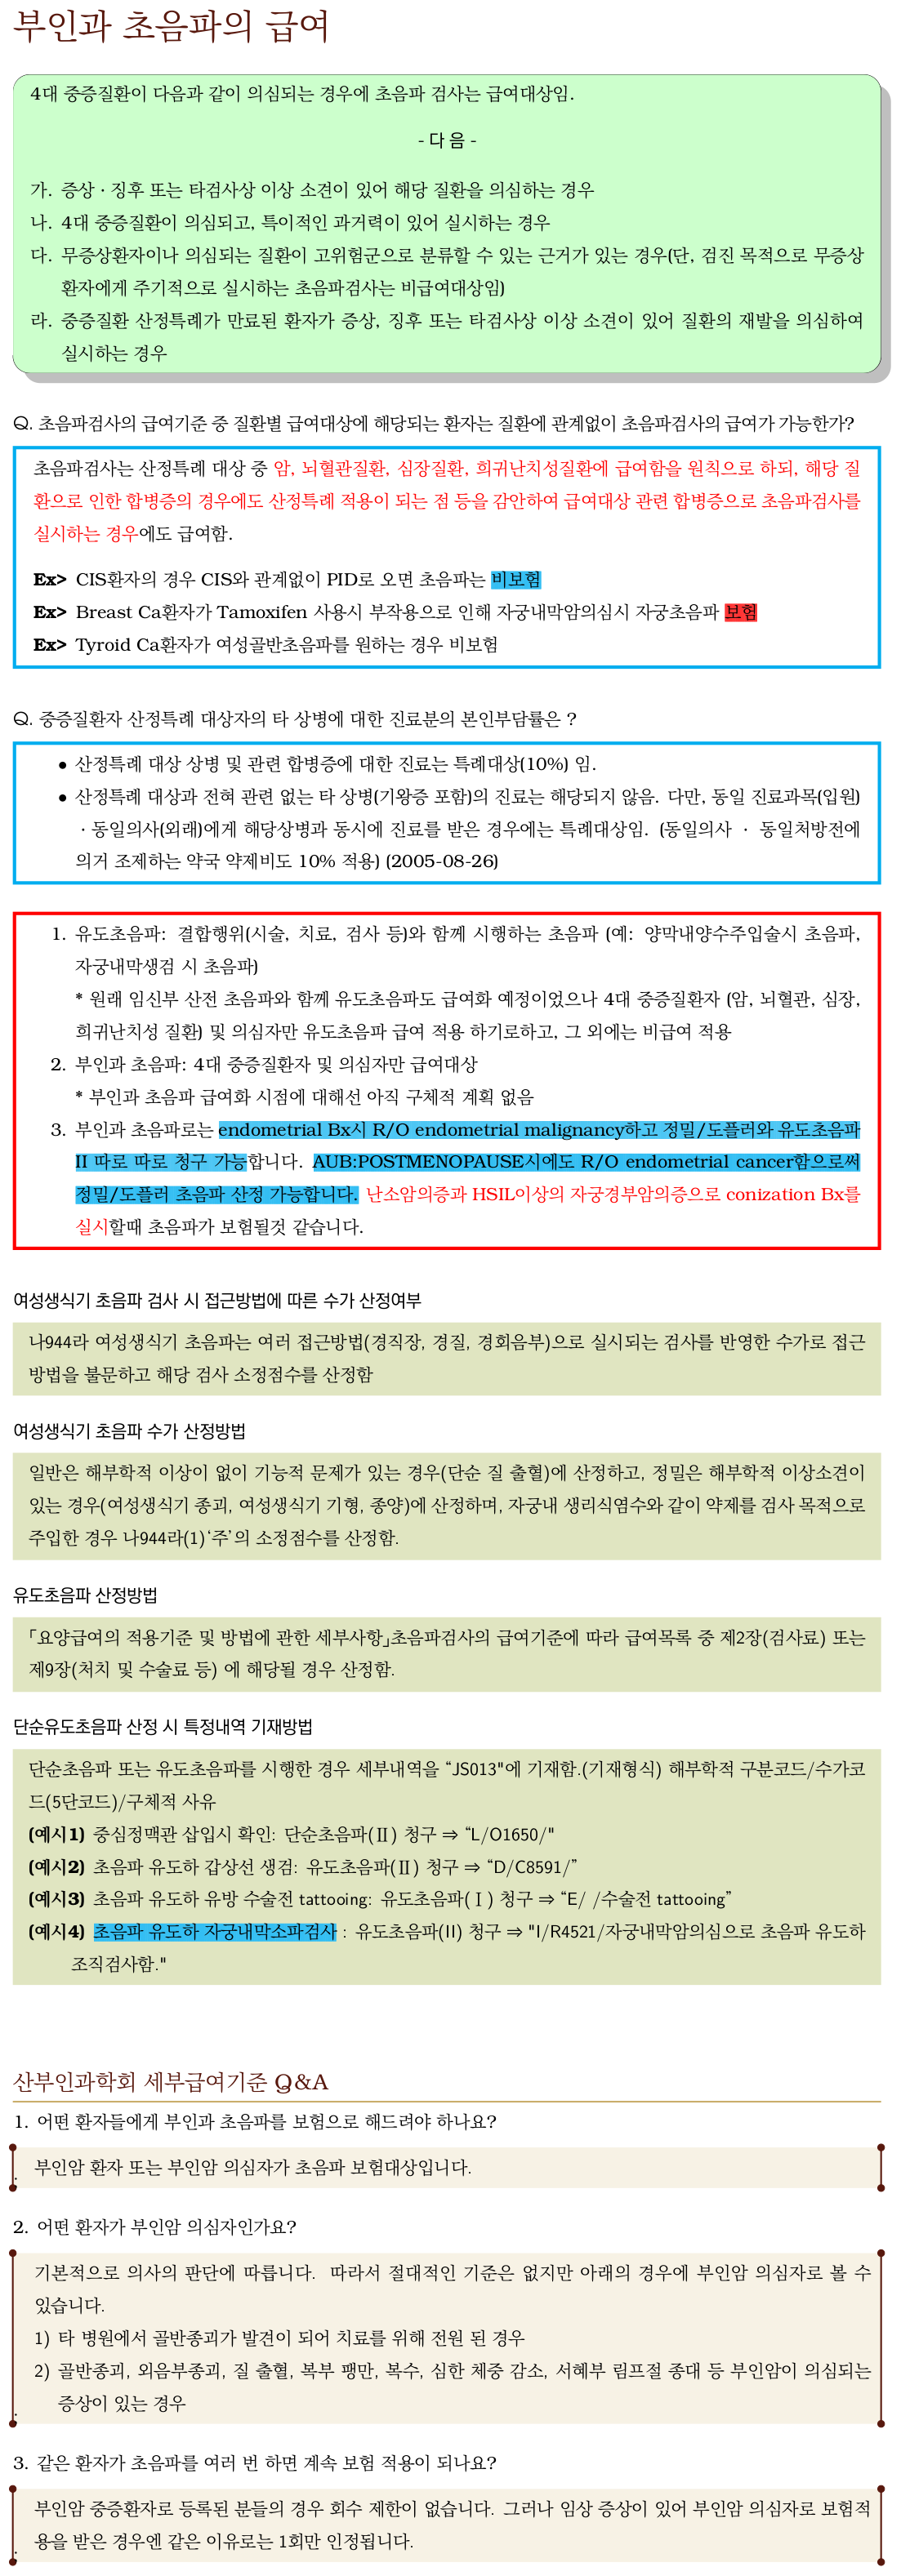 부인과 초음파의 급여
4대 중증질환이 다음과 같이 의심되는 경우에 초음파 검사는 급여대상임.
- 다 음 -
가. 증상 · 징후 또는 타검사상 이상 소견이 있어 해당 질환을 의심하는 경우
나. 4대 중증질환이 의심되고, 특이적인 과거력이 있어 실시하는 경우
다. 무증상환자이나 의심되는 질환이 고위험군으로 분류할 수 있는 근거가 있는 경우(단, 검진 목적으로 무증상
환자에게 주기적으로 실시하는 초음파검사는 비급여대상임)
라. 중증질환 산정특례가 만료된 환자가 증상, 징후 또는 타검사상 이상 소견이 있어 질환의 재발을 의심하여
실시하는 경우
Q. 초음파검사의 급여기준 중 질환별 급여대상에 해당되는 환자는 질환에 관계없이 초음파검사의 급여가 가능한가?
초음파검사는 산정특례 대상 중 암, 뇌혈관질환, 심장질환, 희귀난치성질환에 급여함을 원칙으로 하되, 해당 질
환으로 인한 합병증의 경우에도 산정특례 적용이 되는 점 등을 감안하여 급여대상 관련 합병증으로 초음파검사를
실시하는 경우에도 급여함.
Ex> CIS환자의 경우 CIS와 관계없이 PID로 오면 초음파는 비보험
Ex> Breast Ca환자가 Tamoxifen 사용시 부작용으로 인해 자궁내막암의심시 자궁초음파 보험
Ex> Tyroid Ca환자가 여성골반초음파를 원하는 경우 비보험
Q. 중증질환자 산정특례 대상자의 타 상병에 대한 진료분의 본인부담률은 ?
• 산정특례 대상 상병 및 관련 합병증에 대한 진료는 특례대상(10%) 임.
• 산정특례 대상과 전혀 관련 없는 타 상병(기왕증 포함)의 진료는 해당되지 않음. 다만, 동일 진료과목(입원)
· 동일의사(외래)에게 해당상병과 동시에 진료를 받은 경우에는 특례대상임. (동일의사 · 동일처방전에
의거 조제하는 약국 약제비도 10% 적용) (2005-08-26)
1. 유도초음파: 결합행위(시술, 치료, 검사 등)와 함께 시행하는 초음파 (예: 양막내양수주입술시 초음파,
자궁내막생검 시 초음파)
* 원래 임신부 산전 초음파와 함께 유도초음파도 급여화 예정이었으나 4대 중증질환자 (암, 뇌혈관, 심장,
희귀난치성 질환) 및 의심자만 유도초음파 급여 적용 하기로하고, 그 외에는 비급여 적용
2. 부인과 초음파: 4대 중증질환자 및 의심자만 급여대상
* 부인과 초음파 급여화 시점에 대해선 아직 구체적 계획 없음
3. 부인과 초음파로는 endometrial Bx시 R/O endometrial malignancy하고 정밀/도플러와 유도초음파
II 따로 따로 청구 가능합니다. AUB:POSTMENOPAUSE시에도 R/O endometrial cancer함으로써
정밀/도플러 초음파 산정 가능합니다. 난소암의증과 HSIL이상의 자궁경부암의증으로 conization Bx를
실시할때 초음파가 보험될것 같습니다.
여성생식기 초음파 검사 시 접근방법에 따른 수가 산정여부
나944라 여성생식기 초음파는 여러 접근방법(경직장, 경질, 경회음부)으로 실시되는 검사를 반영한 수가로 접근
방법을 불문하고 해당 검사 소정점수를 산정함
여성생식기 초음파 수가 산정방법
일반은 해부학적 이상이 없이 기능적 문제가 있는 경우(단순 질 출혈)에 산정하고, 정밀은 해부학적 이상소견이
있는 경우(여성생식기 종괴, 여성생식기 기형, 종양)에 산정하며, 자궁내 생리식염수와 같이 약제를 검사 목적으로
주입한 경우 나944라(1)‘주’의 소정점수를 산정함.
유도초음파 산정방법
「요양급여의 적용기준 및 방법에 관한 세부사항」초음파검사의 급여기준에 따라 급여목록 중 제2장(검사료) 또는
제9장(처치 및 수술료 등) 에 해당될 경우 산정함.
단순유도초음파 산정 시 특정내역 기재방법
단순초음파 또는 유도초음파를 시행한 경우 세부내역을 “JS013"에 기재함.(기재형식) 해부학적 구분코드/수가코
드(5단코드)/구체적 사유
(예시1) 중심정맥관 삽입시 확인: 단순초음파(Ⅱ) 청구 ⇒ “L/O1650/"
(예시2) 초음파 유도하 갑상선 생검: 유도초음파(Ⅱ) 청구 ⇒ “D/C8591/”
(예시3) 초음파 유도하 유방 수술전 tattooing: 유도초음파(Ⅰ) 청구 ⇒ “E/ /수술전 tattooing”
(예시4) 초음파 유도하 자궁내막소파검사 : 유도초음파(II) 청구 ⇒ "I/R4521/자궁내막암의심으로 초음파 유도하
조직검사함."
산부인과학회 세부급여기준 Q&A
1. 어떤 환자들에게 부인과 초음파를 보험으로 해드려야 하나요?
부인암 환자 또는 부인암 의심자가 초음파 보험대상입니다.
2. 어떤 환자가 부인암 의심자인가요?
기본적으로 의사의 판단에 따릅니다. 따라서 절대적인 기준은 없지만 아래의 경우에 부인암 의심자로 볼 수
있습니다.
1) 타 병원에서 골반종괴가 발견이 되어 치료를 위해 전원 된 경우
2) 골반종괴, 외음부종괴, 질 출혈, 복부 팽만, 복수, 심한 체중 감소, 서혜부 림프절 종대 등 부인암이 의심되는
증상이 있는 경우
3. 같은 환자가 초음파를 여러 번 하면 계속 보험 적용이 되나요?
부인암 중증환자로 등록된 분들의 경우 회수 제한이 없습니다. 그러나 임상 증상이 있어 부인암 의심자로 보험적
용을 받은 경우엔 같은 이유로는 1회만 인정됩니다.